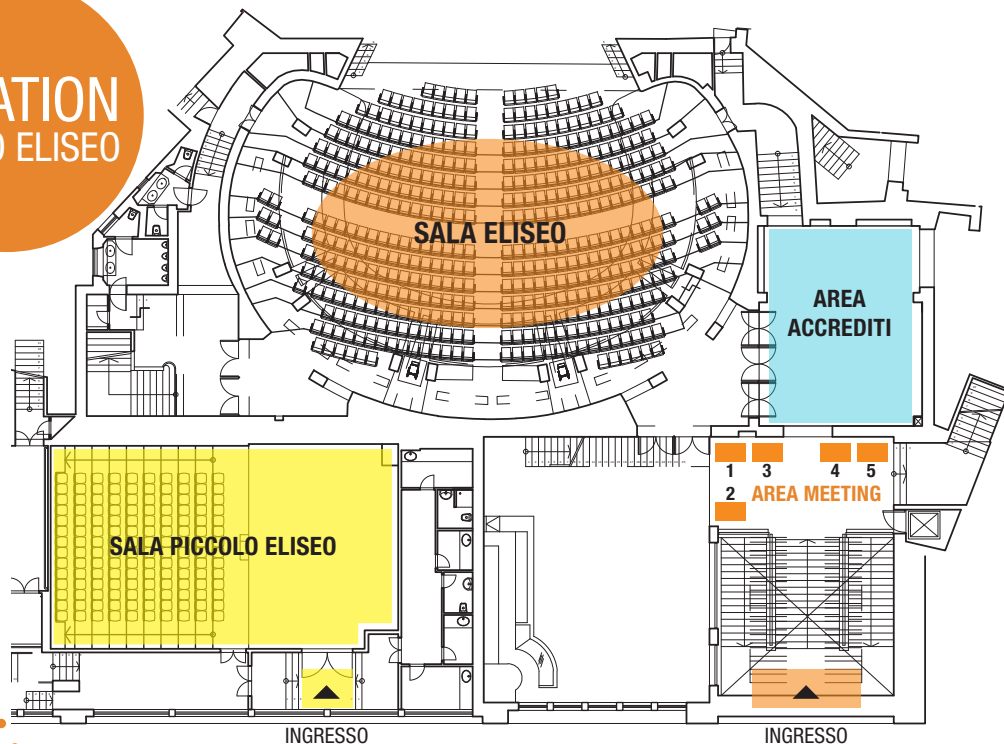 ATION
O ELISEO
SALA ELISEO
AREA
ACCREDITI
1 3 4 5
2 AREA MEETING
SALA PICCOLO ELISEO
INGRESSO
INGRESSO